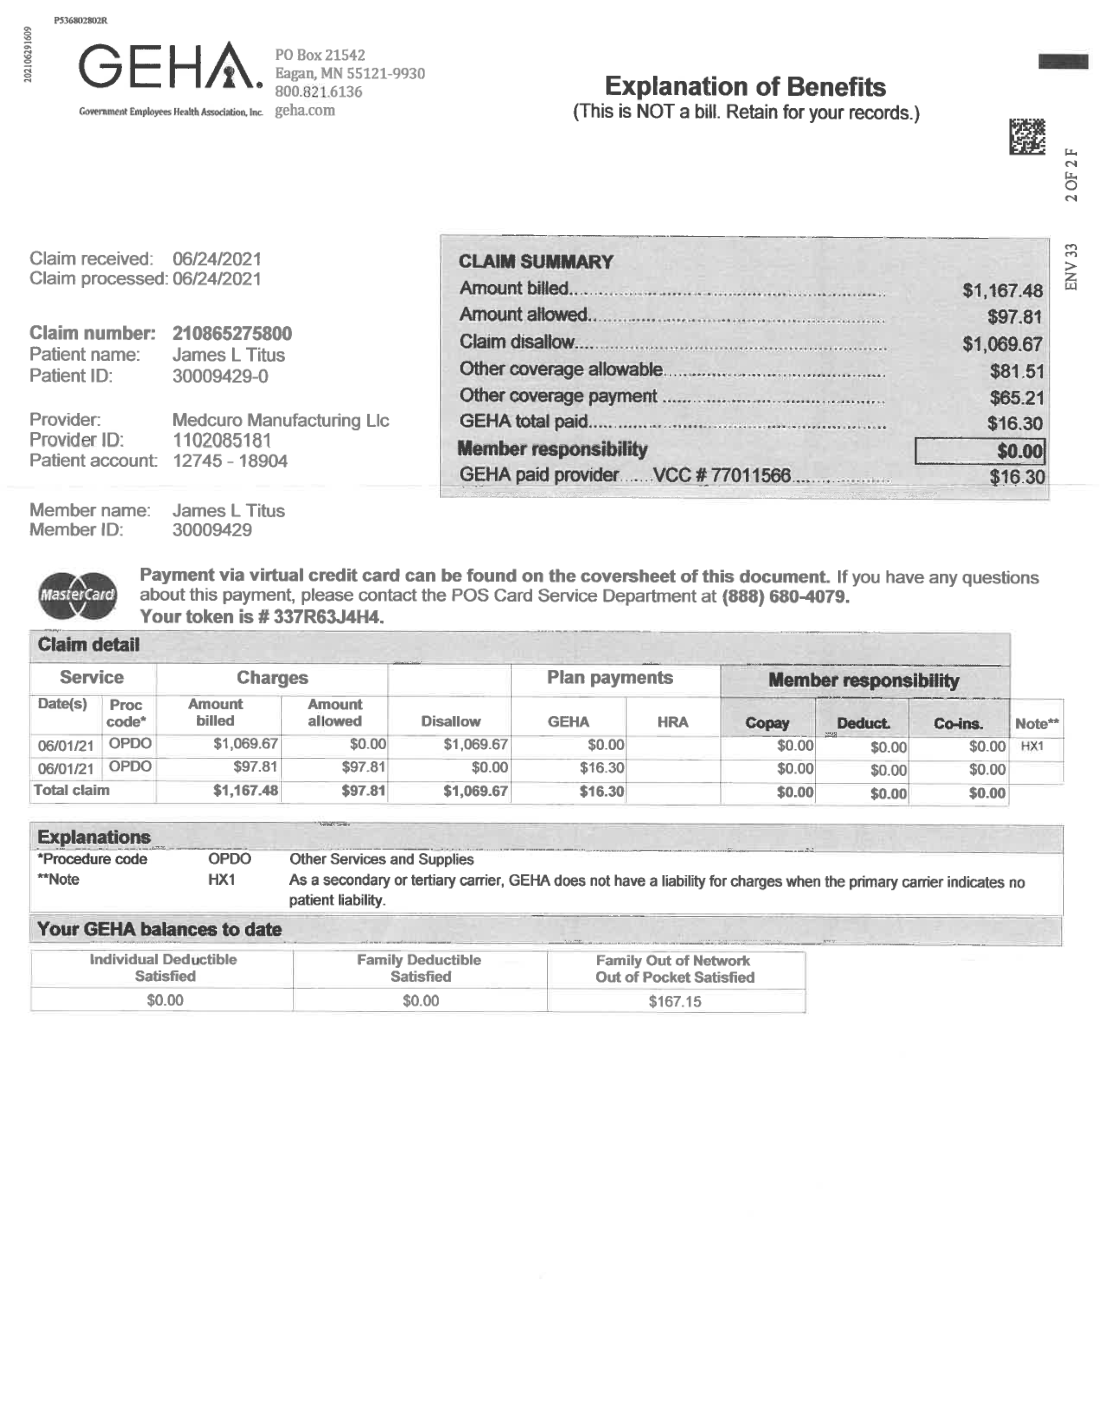 P536802802R
202106291609
GEHA.
Government Employees Health Association, Inc.
PO Box 21542
Eagan, MN 55121-9930
800.821.6136
geha.com
Explanation of Benefits
(This is NOT a bill. Retain for your records.)
2 OF 2 F
ENV 33
Claim received: 06/24/2021
Claim processed: 06/24/2021
Claim number: 210865275800
Patient name: James L Titus
Patient ID: 30009429-0
Provider: Medcuro Manufacturing Llc
Provider ID: 1102085181
Patient account: 12745 - 18904
Member name: James L Titus
Member ID: 30009429
CLAIM SUMMARY
Amount billed $1,167.48
Amount allowed $97.81
Claim disallow $1,069.67
Other coverage allowable $81.51
Other coverage payment $65.21
GEHA total paid $16.30
Member responsibility $0.00
GEHA paid provider VCC # 77011566 $16.30
MasterCard
Payment via virtual credit card can be found on the coversheet of this document. If you have any questions
about this payment, please contact the POS Card Service Department at (888) 680-4079.
Your token is # 337R63J4H4.
Claim detail
Service Charges Plan payments Member responsibility
Date(s) Proc code* Amount billed Amount allowed Disallow GEHA HRA Copay Deduct. Co-ins. Note**
06/01/21 OPDO $1,069.67 $0.00 $1,069.67 $0.00 $0.00 $0.00 $0.00 HX1
06/01/21 OPDO $97.81 $97.81 $0.00 $16.30 $0.00 $0.00 $0.00
Total claim $1,167.48 $97.81 $1,069.67 $16.30 $0.00 $0.00 $0.00
Explanations
*Procedure code OPDO Other Services and Supplies
**Note HX1 As a secondary or tertiary carrier, GEHA does not have a liability for charges when the primary carrier indicates no
patient liability.
Your GEHA balances to date
Individual Deductible Satisfied Family Deductible Satisfied Family Out of Network Out of Pocket Satisfied
$0.00 $0.00 $167.15